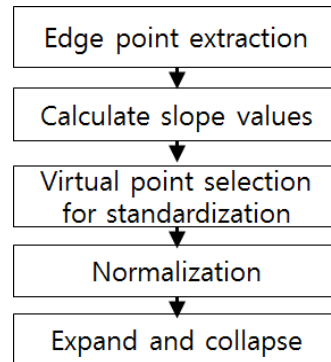 Edge point extraction
Calculate slope values
Virtual point selection
for standardization
Normalization
Expand and collapse